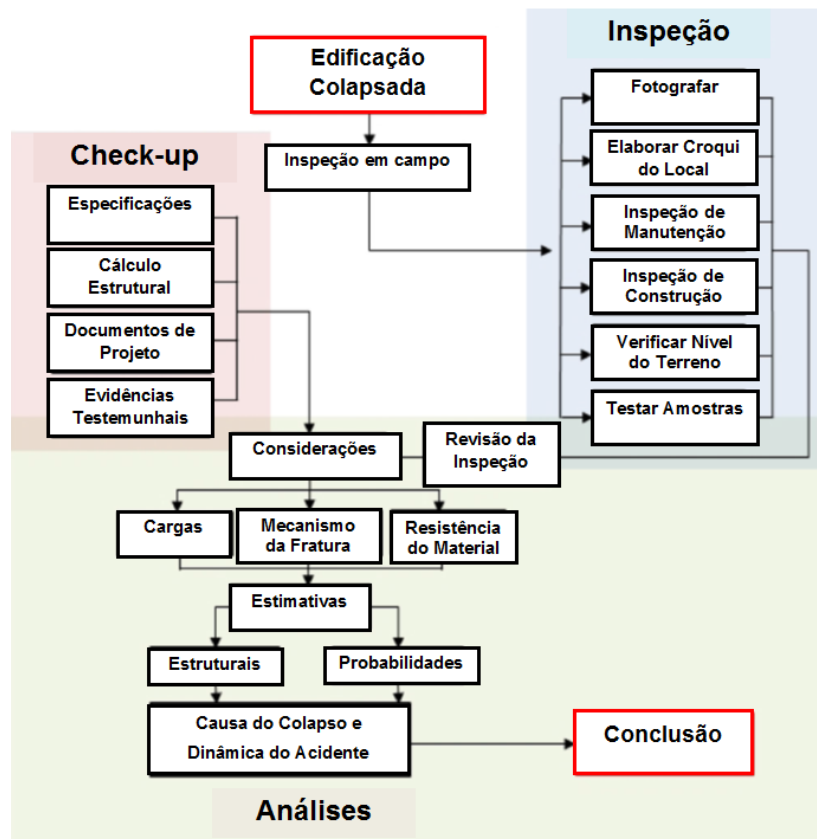 Inspeção
Edificação
Colapsada
Fotografar
Elaborar Croqui
do Local
Inspeção de
Manutenção
Inspeção de
Construção
Verificar Nível
do Terreno
Testar Amostras
Inspeção em campo
Check-up
Especificações
Cálculo
Estrutural
Documentos de
Projeto
Evidências
Testemunhais
Considerações
Revisão da
Inspeção
Cargas
Mecanismo
da Fratura
Resistência
do Material
Estimativas
Estruturais
Probabilidades
Causa do Colapso e
Dinâmica do Acidente
Conclusão
Análises